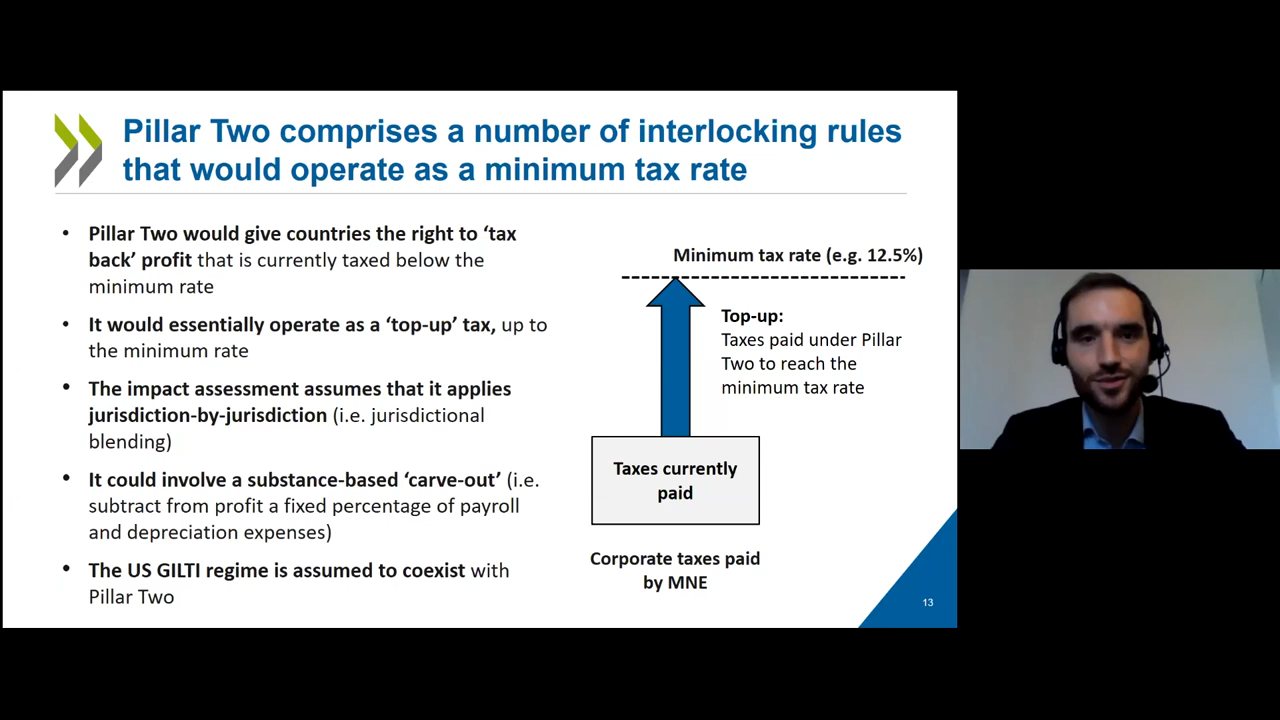 Pillar Two comprises a number of interlocking rules
that would operate as a minimum tax rate
• Pillar Two would give countries the right to ‘tax
back’ profit that is currently taxed below the
minimum rate
• It would essentially operate as a ‘top-up’ tax, up to
the minimum rate
• The impact assessment assumes that it applies
jurisdiction-by-jurisdiction (i.e. jurisdictional
blending)
• It could involve a substance-based ‘carve-out’ (i.e.
subtract from profit a fixed percentage of payroll
and depreciation expenses)
• The US GILTI regime is assumed to coexist with
Pillar Two
Minimum tax rate (e.g. 12.5%)
Top-up:
Taxes paid under Pillar
Two to reach the
minimum tax rate
Taxes currently
paid
Corporate taxes paid
by MNE
13